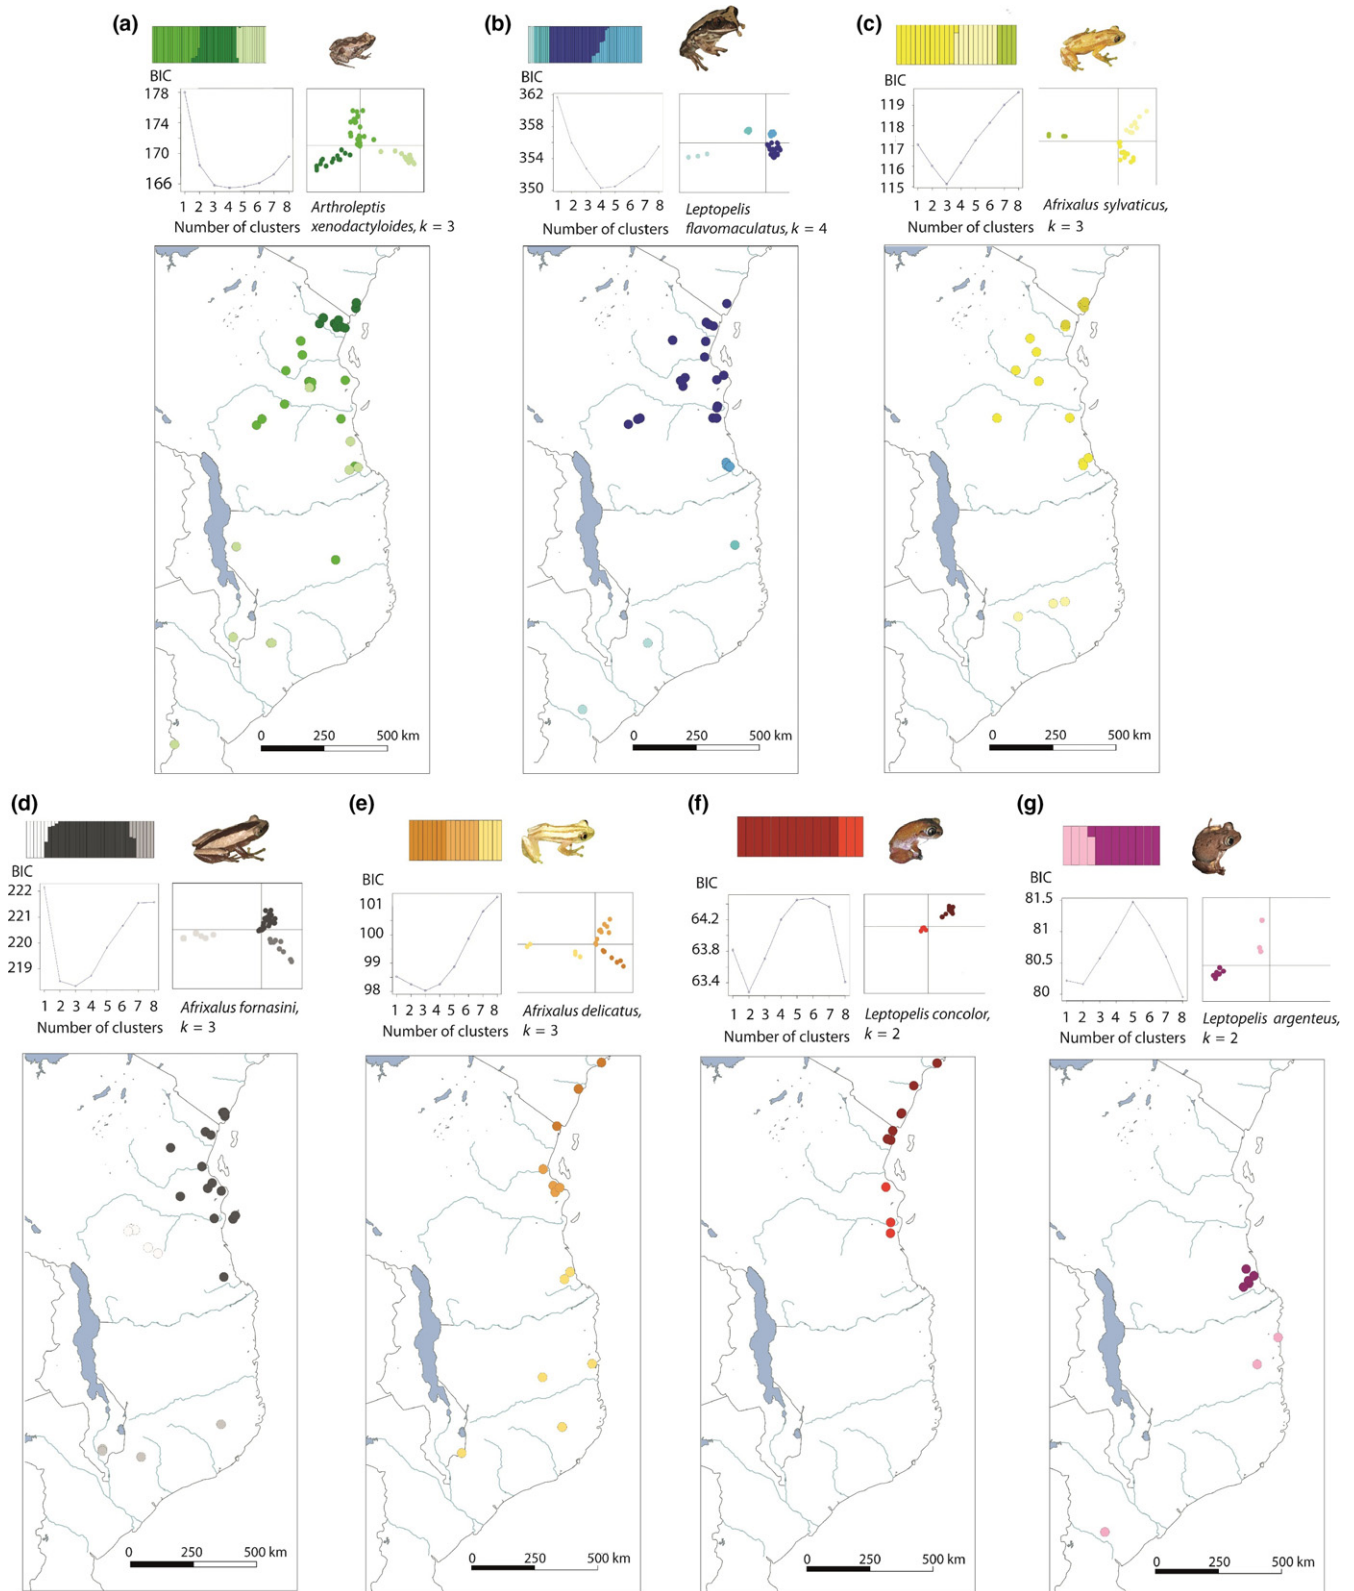 (a)
BIC
178
174
170
166
1 2 3 4 5 6 7 8
Number of clusters
Arthroleptis
xenodactyloides, k = 3
0 250 500 km
(b)
BIC
362
358
354
350
1 2 3 4 5 6 7 8
Number of clusters
Leptopelis
flavomaculatus, k = 4
0 250 500 km
(c)
BIC
119
118
117
116
115
1 2 3 4 5 6 7 8
Number of clusters
Afrixalus sylvaticus,
k = 3
0 250 500 km
(d)
BIC
222
221
220
219
1 2 3 4 5 6 7 8
Number of clusters
Afrixalus fornasini,
k = 3
0 250 500 km
(e)
BIC
101
100
99
98
1 2 3 4 5 6 7 8
Number of clusters
Afrixalus delicatus,
k = 3
0 250 500 km
(f)
BIC
64.2
63.8
63.4
1 2 3 4 5 6 7 8
Number of clusters
Leptopelis concolor,
k = 2
0 250 500 km
(g)
BIC
81.5
81
80.5
80
1 2 3 4 5 6 7 8
Number of clusters
Leptopelis argenteus,
k = 2
0 250 500 km